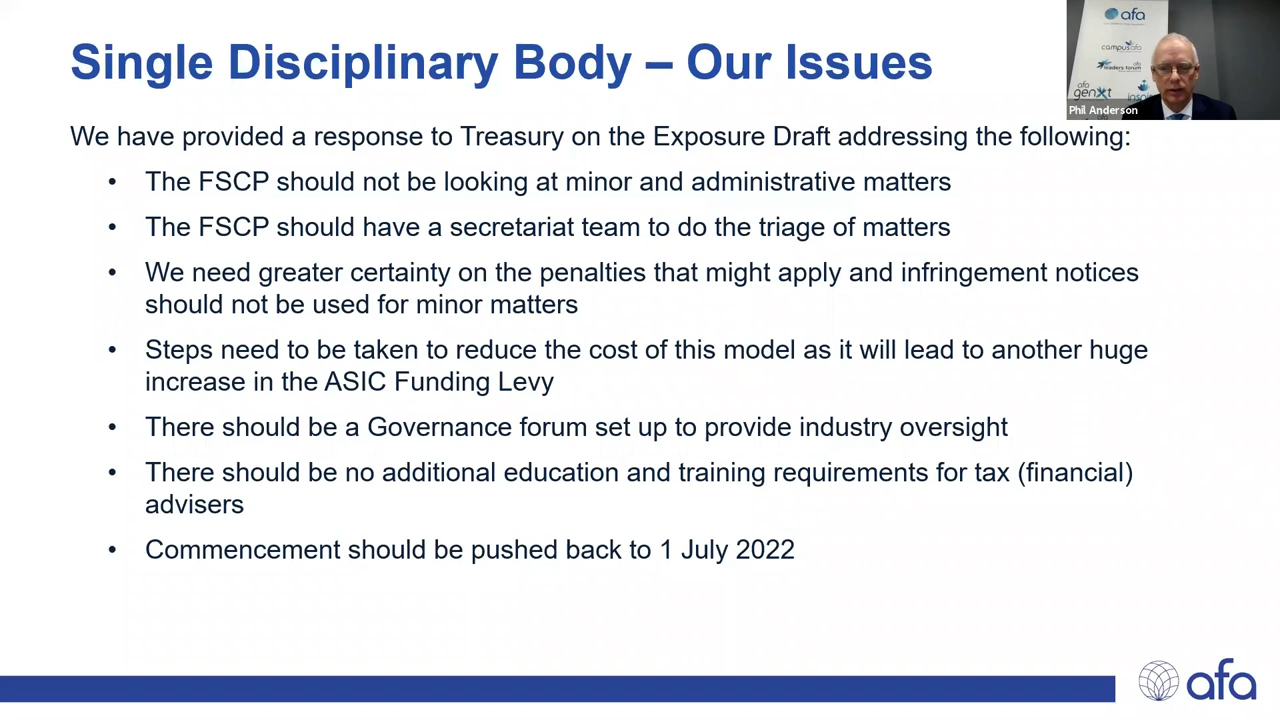 Single Disciplinary Body – Our Issues
afa
campusafa
afa
leaders forum
afa
genxt
inspire
Phil Anderson
We have provided a response to Treasury on the Exposure Draft addressing the following:
• The FSCP should not be looking at minor and administrative matters
• The FSCP should have a secretariat team to do the triage of matters
• We need greater certainty on the penalties that might apply and infringement notices
should not be used for minor matters
• Steps need to be taken to reduce the cost of this model as it will lead to another huge
increase in the ASIC Funding Levy
• There should be a Governance forum set up to provide industry oversight
• There should be no additional education and training requirements for tax (financial)
advisers
• Commencement should be pushed back to 1 July 2022
afa